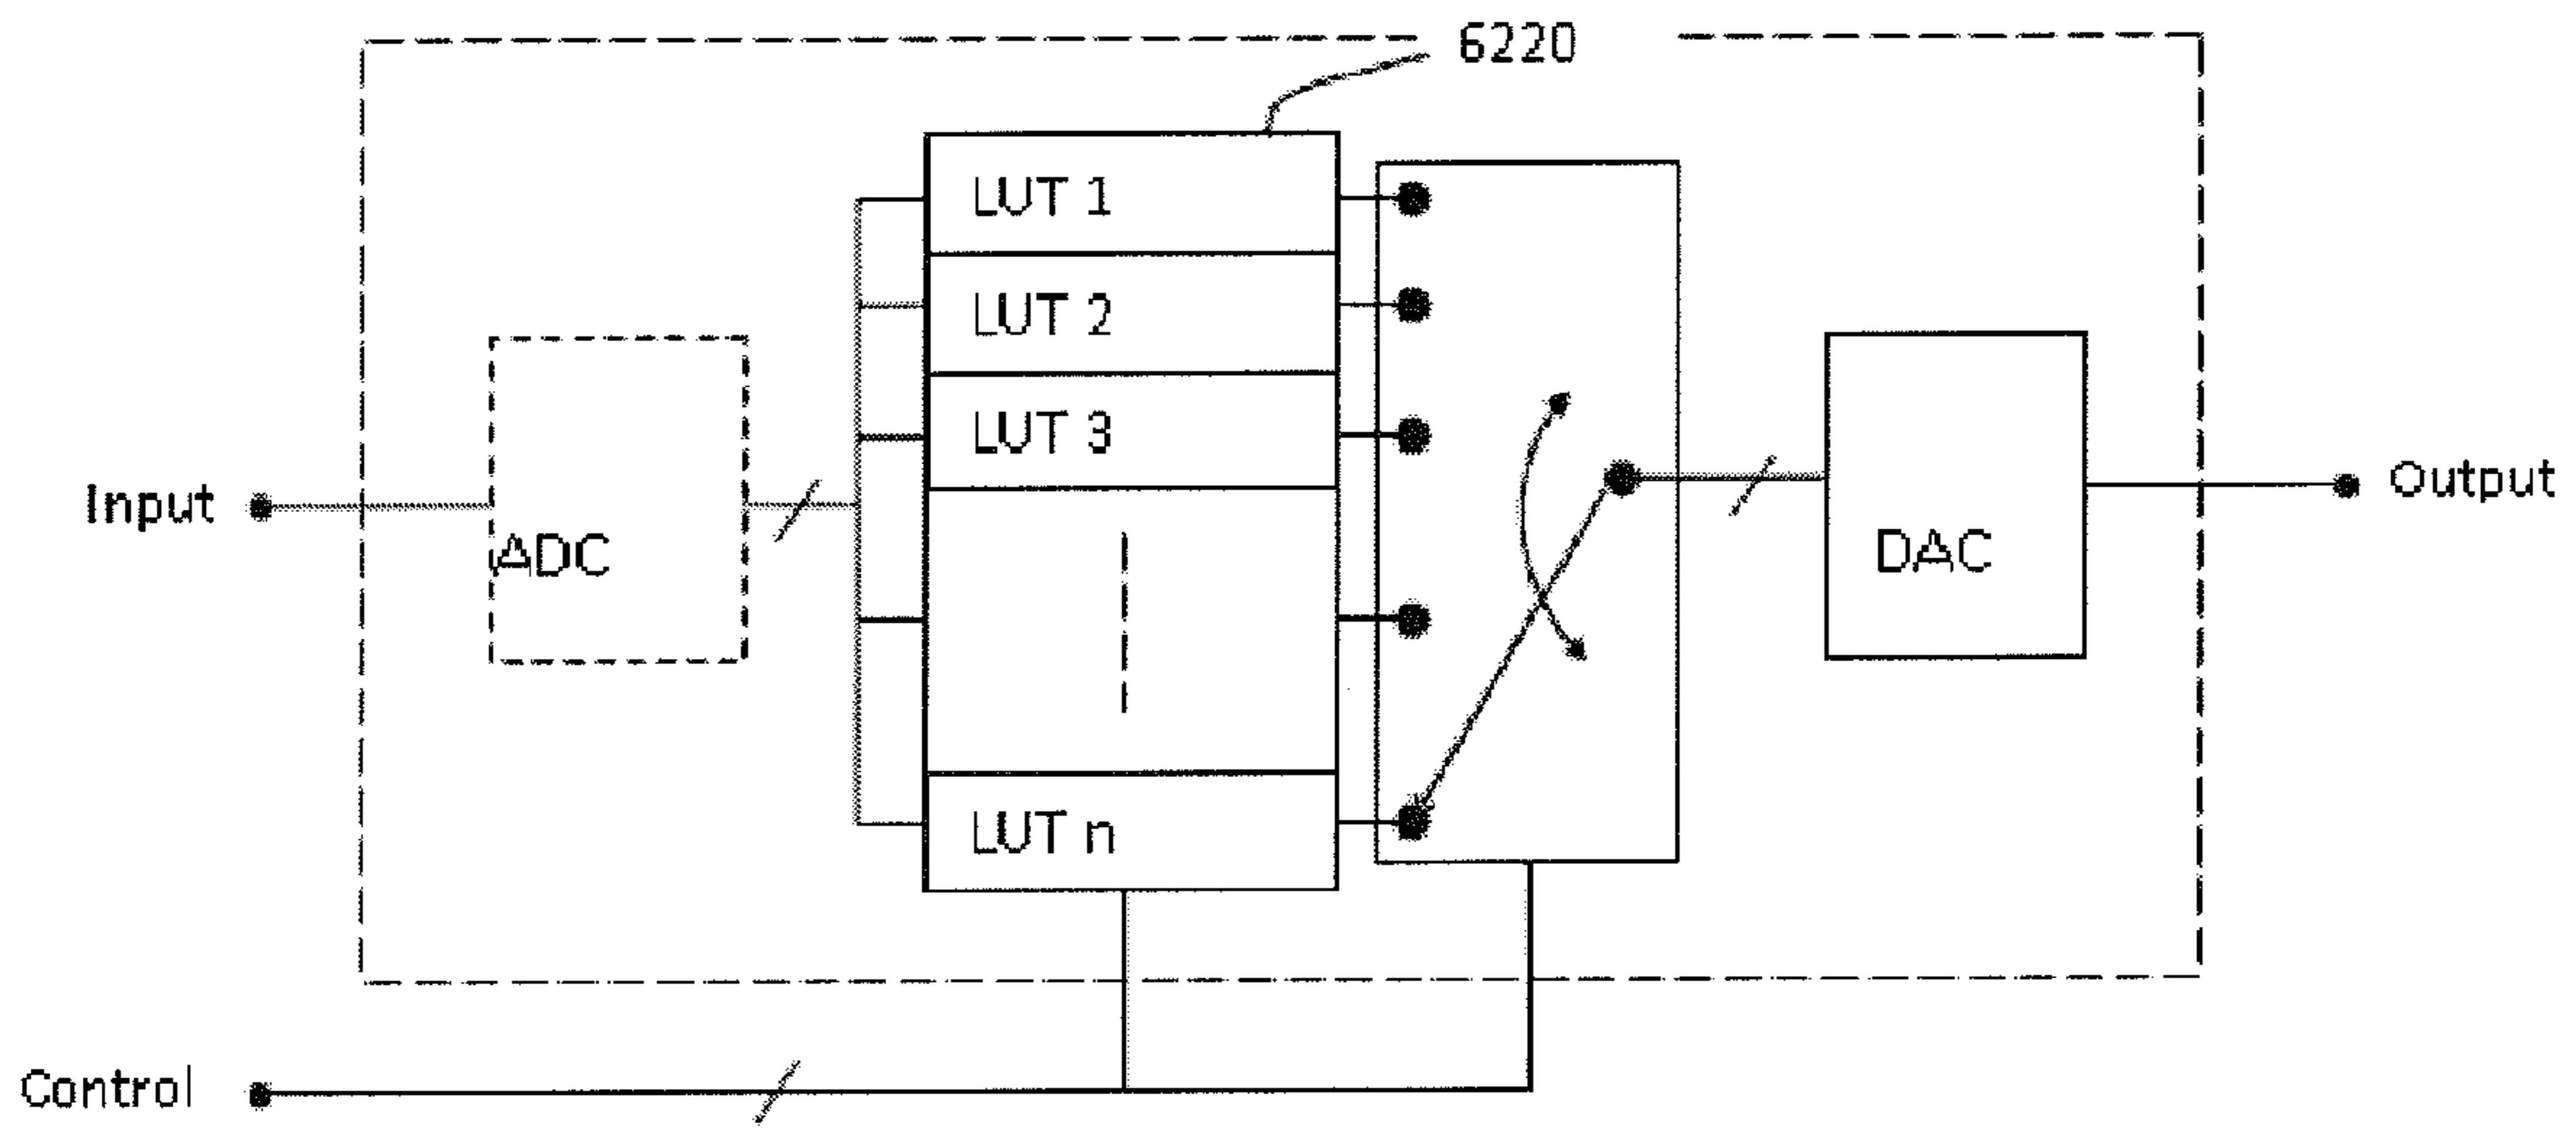 6220
LUT 1
LUT 2
LUT 3
Input
ADC
DAC
Output
LUT n
Control